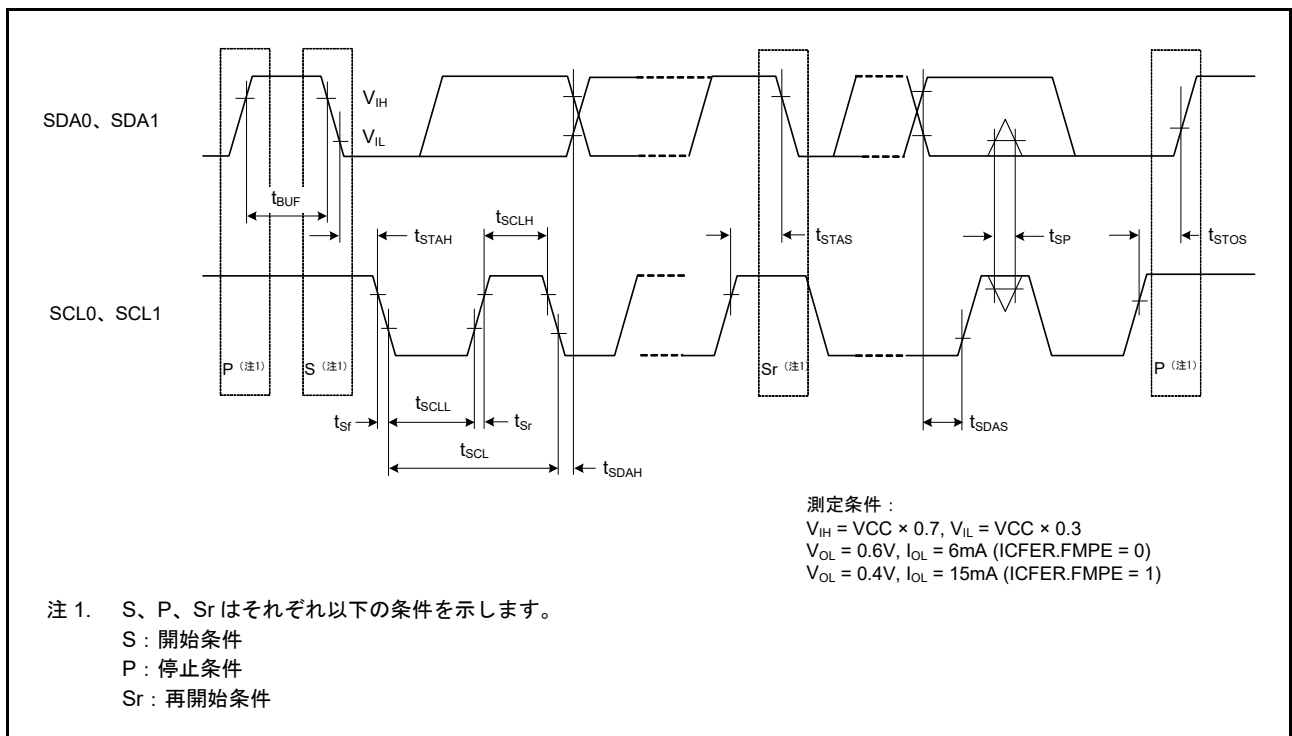 SDA0、SDA1
V_IH
V_IL
t_BUF
t_STAH
t_SCLH
t_STAS
t_SP
t_STOS
SCL0、SCL1
P（注1）
S（注1）
Sr（注1）
P（注1）
t_Sf
t_SCLL
t_Sr
t_SCL
t_SDAH
t_SDAS
測定条件：
V_IH = VCC × 0.7, V_IL = VCC × 0.3
V_OL = 0.6V, I_OL = 6mA (ICFER.FMPE = 0)
V_OL = 0.4V, I_OL = 15mA (ICFER.FMPE = 1)
注 1. S、P、Sr はそれぞれ以下の条件を示します。
S：開始条件
P：停止条件
Sr：再開始条件